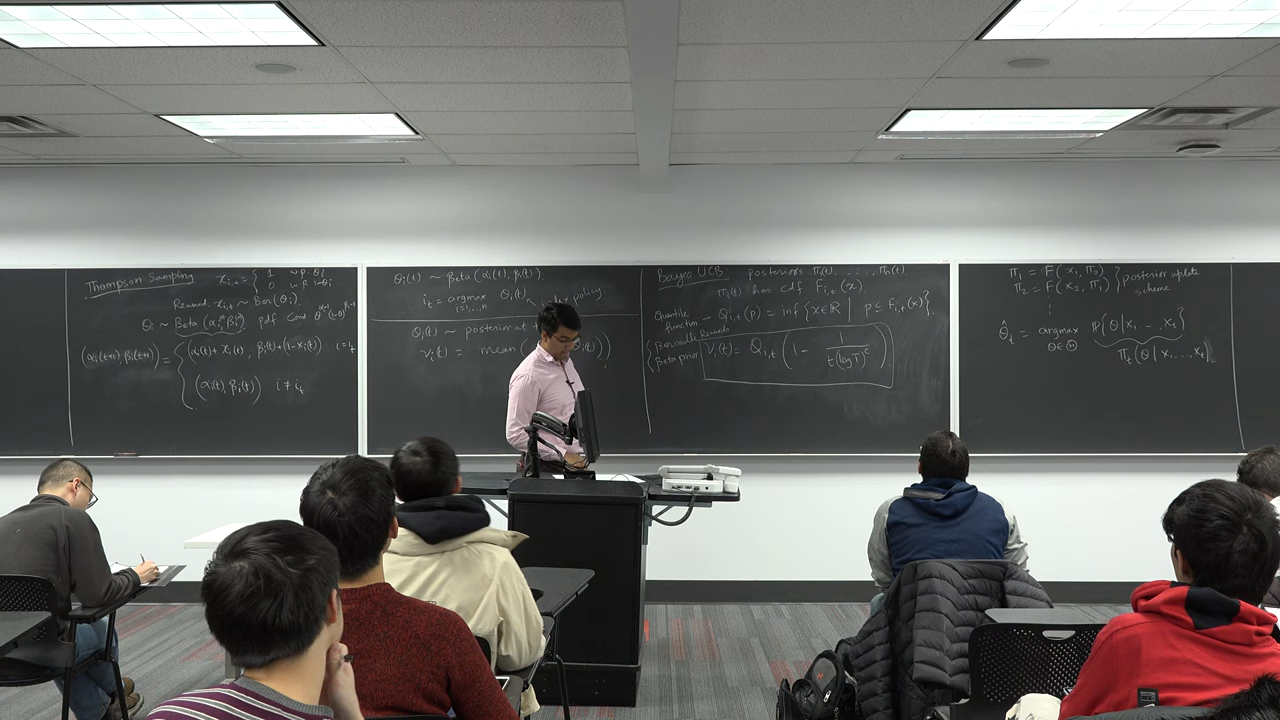 Thompson Sampling x_{i,t} = { 1 w.p. θ_i
0 w.p. 1-θ_i
Reward, x_{i,t} ~ Ber(θ_i)
θ_i ~ Beta(α_i, β_i) pdf
(α_i(t+1), β_i(t+1)) = { α_i(t) + x_i(t), β_i(t) + (1-x_i(t)) i = i_t
(α_i(t), β_i(t)) i ≠ i_t
θ_i(t) ~ Beta(α_i(t), β_i(t))
i_t = argmax θ_i(t) policy
i=1,...,n
θ_i(t) ~ posterior at
ν_i(t) = mean(
Bayes UCB posteriors Π_1(t) ..., Π_n(t)
Π_i(t) has cdf F_{i,t}(x)
Quantile function - Q_{i,t}(p) = inf {x∈ℝ | p ≤ F_{i,t}(x)}
{Bernoulli Rewards
Beta prior ν_i(t) = Q_{i,t}(1 - 1/(t(log T)^c))
Π_1 = F(x_1, Π_0)
Π_2 = F(x_2, Π_1) } posterior update scheme
θ̂_t = argmax ℙ{θ|x_1 ... x_t}
θ∈Θ
Π_t(θ|x_1,...,x_t)